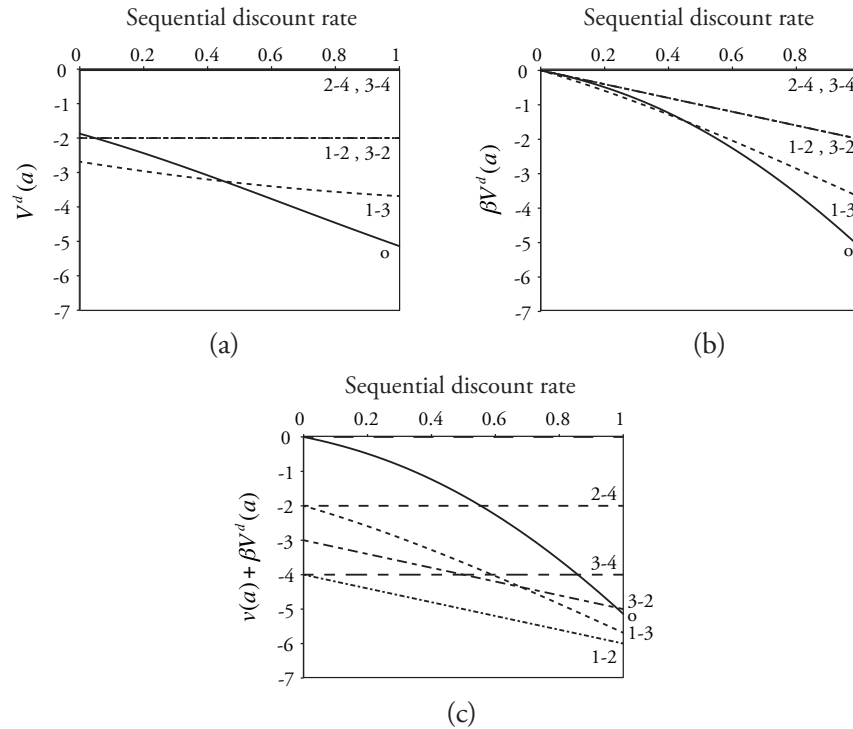 Sequential discount rate
0 0.2 0.4 0.6 0.8 1
0
-1
-2
-3
-4
-5
-6
-7
V^d(a)
2-4 , 3-4
1-2 , 3-2
1-3
o
(a)
Sequential discount rate
0 0.2 0.4 0.6 0.8
0
-1
-2
-3
-4
-5
-6
-7
βV^d(a)
2-4 , 3-4
1-2 , 3-2
1-3
o
(b)
Sequential discount rate
0 0.2 0.4 0.6 0.8 1
0
-1
-2
-3
-4
-5
-6
-7
v(a) + βV^d(a)
2-4
3-4
3-2
o
1-3
1-2
(c)